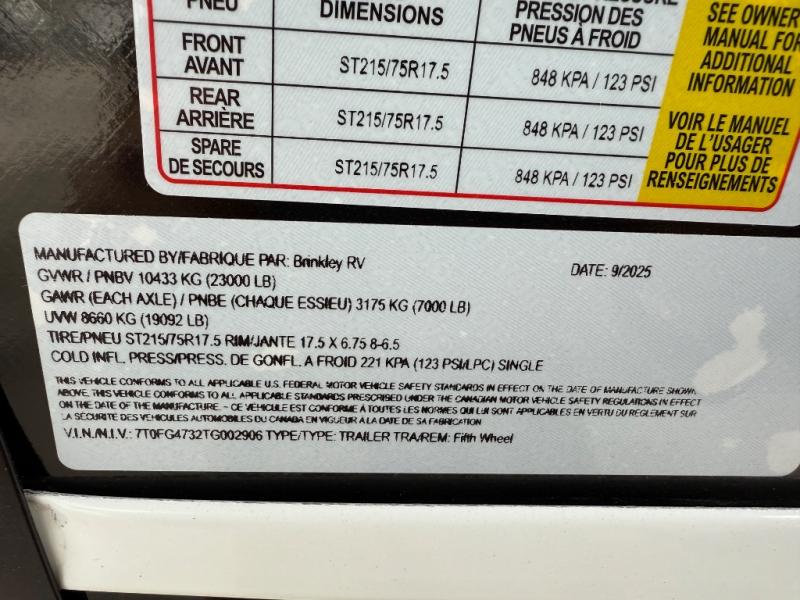 PNEU DIMENSIONS PRESSION DES
PNEUS À FROID
FRONT
AVANT ST215/75R17.5 848 KPA / 123 PSI
REAR
ARRIÈRE ST215/75R17.5 848 KPA / 123 PSI
SPARE
DE SECOURS ST215/75R17.5 848 KPA / 123 PSI
SEE OWNER
MANUAL FOR
ADDITIONAL
INFORMATION
VOIR LE MANUEL
DE L'USAGER
POUR PLUS DE
RENSEIGNEMENTS
MANUFACTURED BY/FABRIQUE PAR: Brinkley RV DATE: 9/2025
GVWR / PNBV 10433 KG (23000 LB)
GAWR (EACH AXLE) / PNBE (CHAQUE ESSIEU) 3175 KG (7000 LB)
UVW 8660 KG (19092 LB)
TIRE/PNEU ST215/75R17.5 RIM/JANTE 17.5 X 6.75 8-6.5
COLD INFL. PRESS/PRESS. DE GONFL. A FROID 221 KPA (123 PSI/LPC) SINGLE
THIS VEHICLE CONFORMS TO ALL APPLICABLE U.S. FEDERAL MOTOR VEHICLE SAFETY STANDARDS IN EFFECT ON THE DATE OF MANUFACTURE SHOWN
ABOVE. THIS VEHICLE CONFORMS TO ALL APPLICABLE STANDARDS PRESCRIBED UNDER THE CANADIAN MOTOR VEHICLE SAFETY REGULATIONS IN EFFECT
ON THE DATE OF THE MANUFACTURE. - CE VEHICULE EST CONFORME A TOUTES LES NORMES QUI LUI SONT APPLICABLES EN VERTU DU REGLEMENT SUR
LA SÉCURITÉ DES VEHICULES AUTOMOBILES DU CANADA EN VIGUEUR À LA DATE DE SA FABRICATION
V.I.N./N.I.V.: 7T0FG4732TG002906 TYPE/TYPE: TRAILER TRA/REM: Fifth Wheel